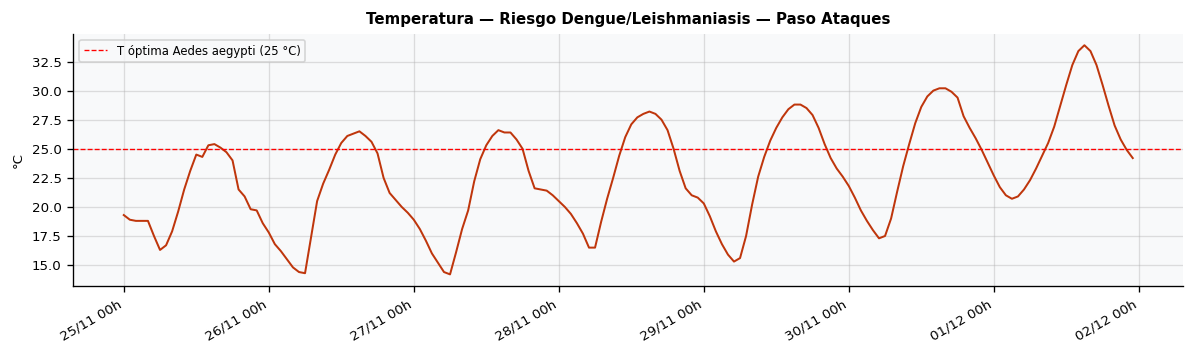 Temperatura — Riesgo Dengue/Leishmaniasis — Paso Ataques
T óptima Aedes aegypti (25 °C)
°C
32.5
30.0
27.5
25.0
22.5
20.0
17.5
15.0
25/11 00h
26/11 00h
27/11 00h
28/11 00h
29/11 00h
30/11 00h
01/12 00h
02/12 00h